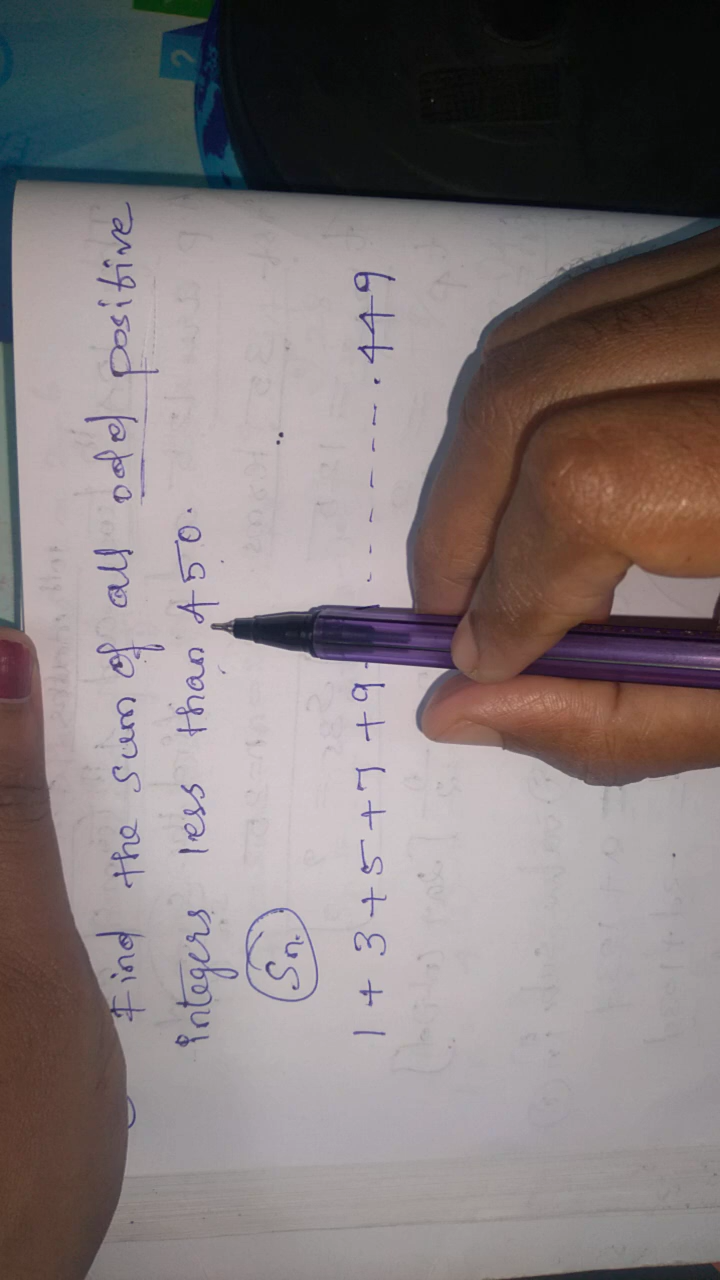 Find the sum of all odd positive
integers less than 450.
Sn.
1 + 3 + 5 + 7 + 9 - - - - - - - . 449